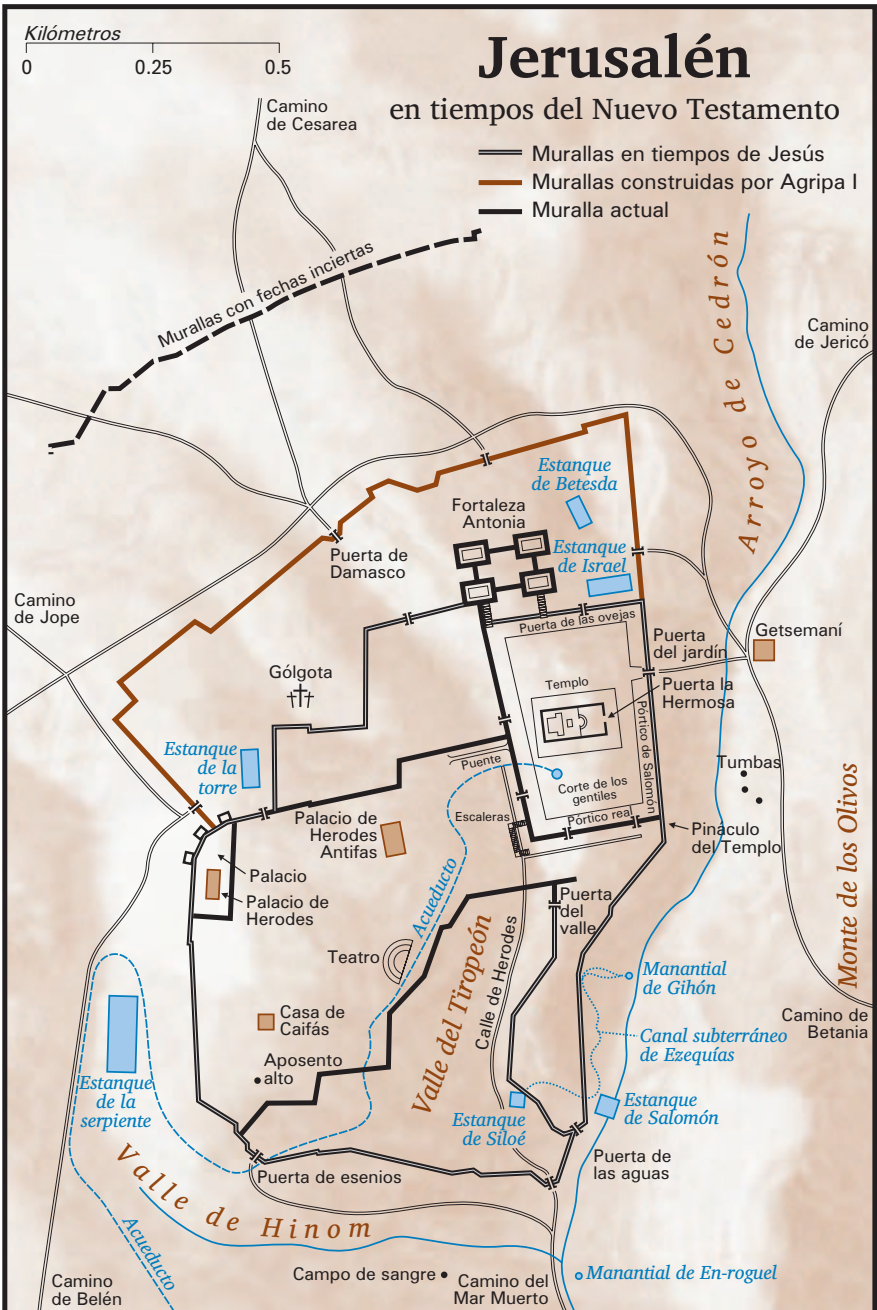 Kilómetros
0 0.25 0.5
Jerusalén
en tiempos del Nuevo Testamento
Murallas en tiempos de Jesús
Murallas construidas por Agripa I
Muralla actual
Camino
de Cesarea
Murallas con fechas inciertas
Arroyo de Cedrón
Camino
de Jericó
Estanque
de Betesda
Fortaleza
Antonia
Estanque
de Israel
Puerta de
Damasco
Camino
de Jope
Puerta de las ovejas
Puerta
del jardín
Getsemaní
Gólgota
Templo
Puerta la
Hermosa
Pórtico de Salomón
Estanque
de la
torre
Puente
Corte de los
gentiles
Tumbas
Palacio de
Herodes
Antifas
Escaleras
Pórtico real
Pináculo
del Templo
Monte de los Olivos
Palacio
Palacio de
Herodes
Acueducto
Puerta
del
valle
Teatro
Valle del Tiropeón
Calle de Herodes
Manantial
de Gihón
Casa de
Caifás
Canal subterráneo
de Ezequías
Camino de
Betania
Aposento
alto
Estanque
de la
serpiente
Estanque
de Siloé
Estanque
de Salomón
Puerta de
las aguas
Puerta de esenios
Valle de Hinom
Acueducto
Camino
de Belén
Campo de sangre
Camino del
Mar Muerto
Manantial de En-roguel